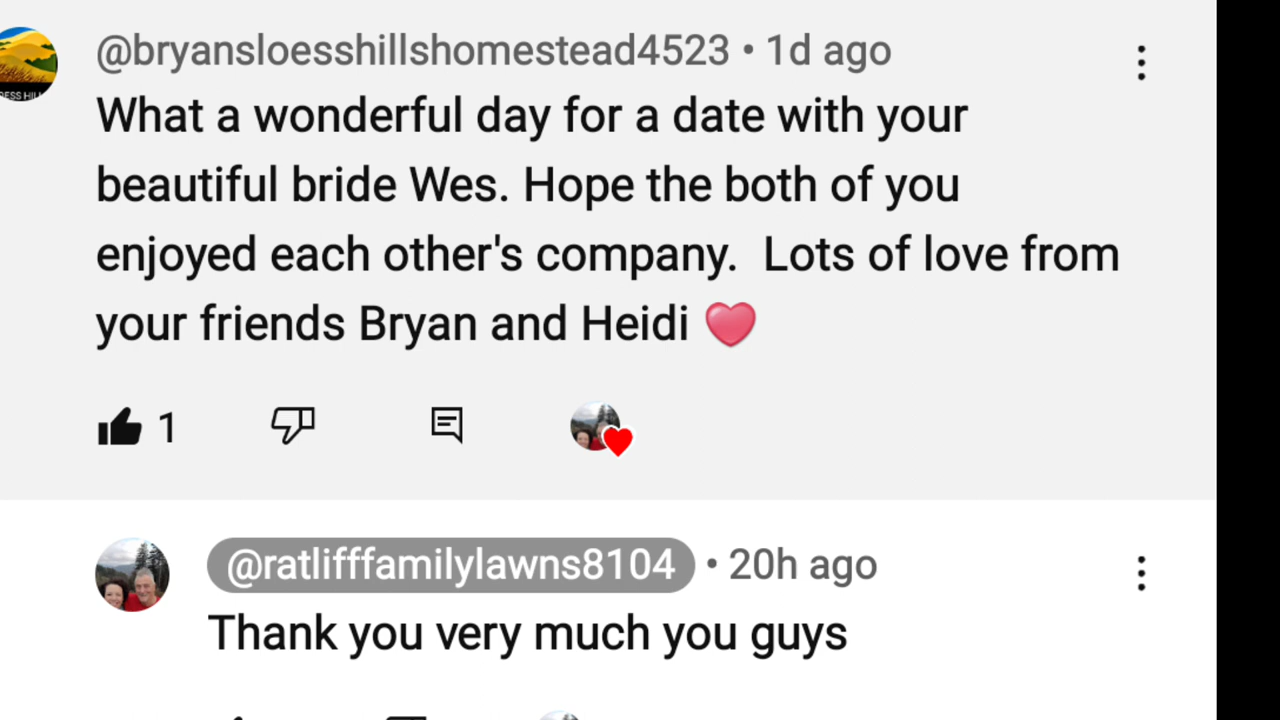 @bryansloesshillshomestead4523 • 1d ago
What a wonderful day for a date with your
beautiful bride Wes. Hope the both of you
enjoyed each other's company.  Lots of love from
your friends Bryan and Heidi ❤️
1
@ratlifffamilylawns8104 • 20h ago
Thank you very much you guys